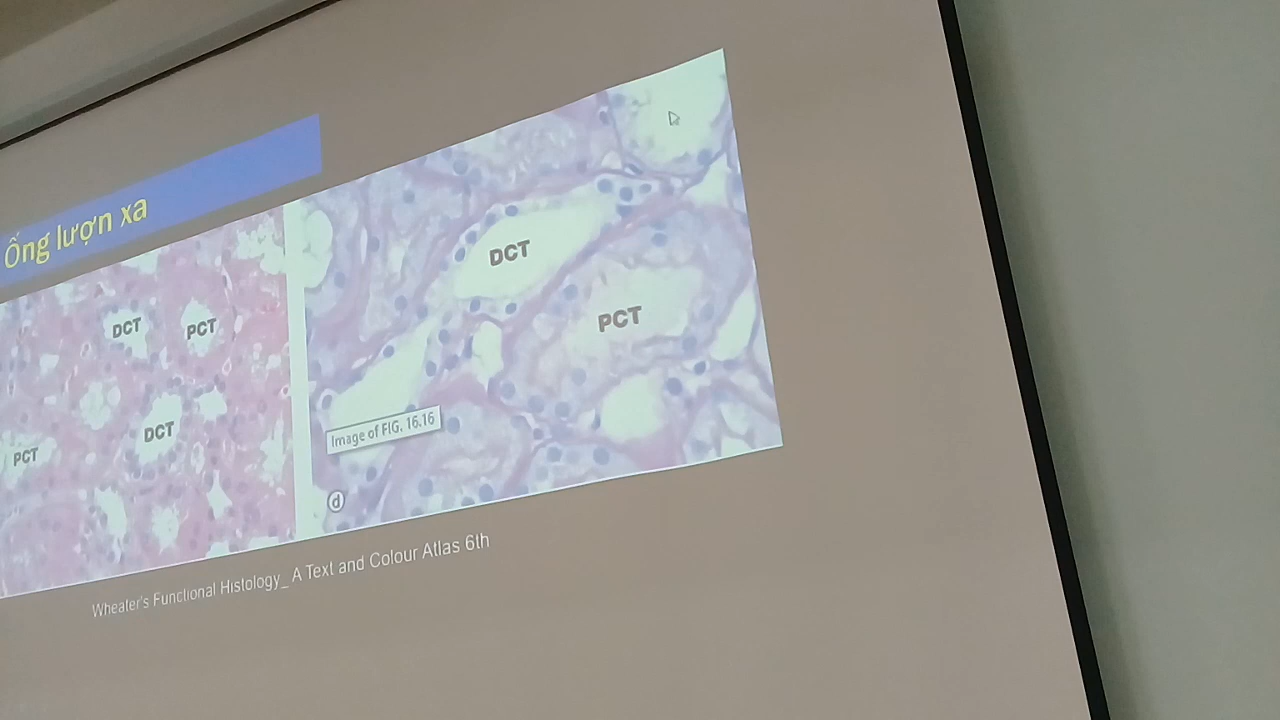 Ống lượn xa
DCT
PCT
DCT
PCT
DCT
PCT
Image of FIG. 16.16
d
Wheater's Functional Histology_ A Text and Colour Atlas 6th